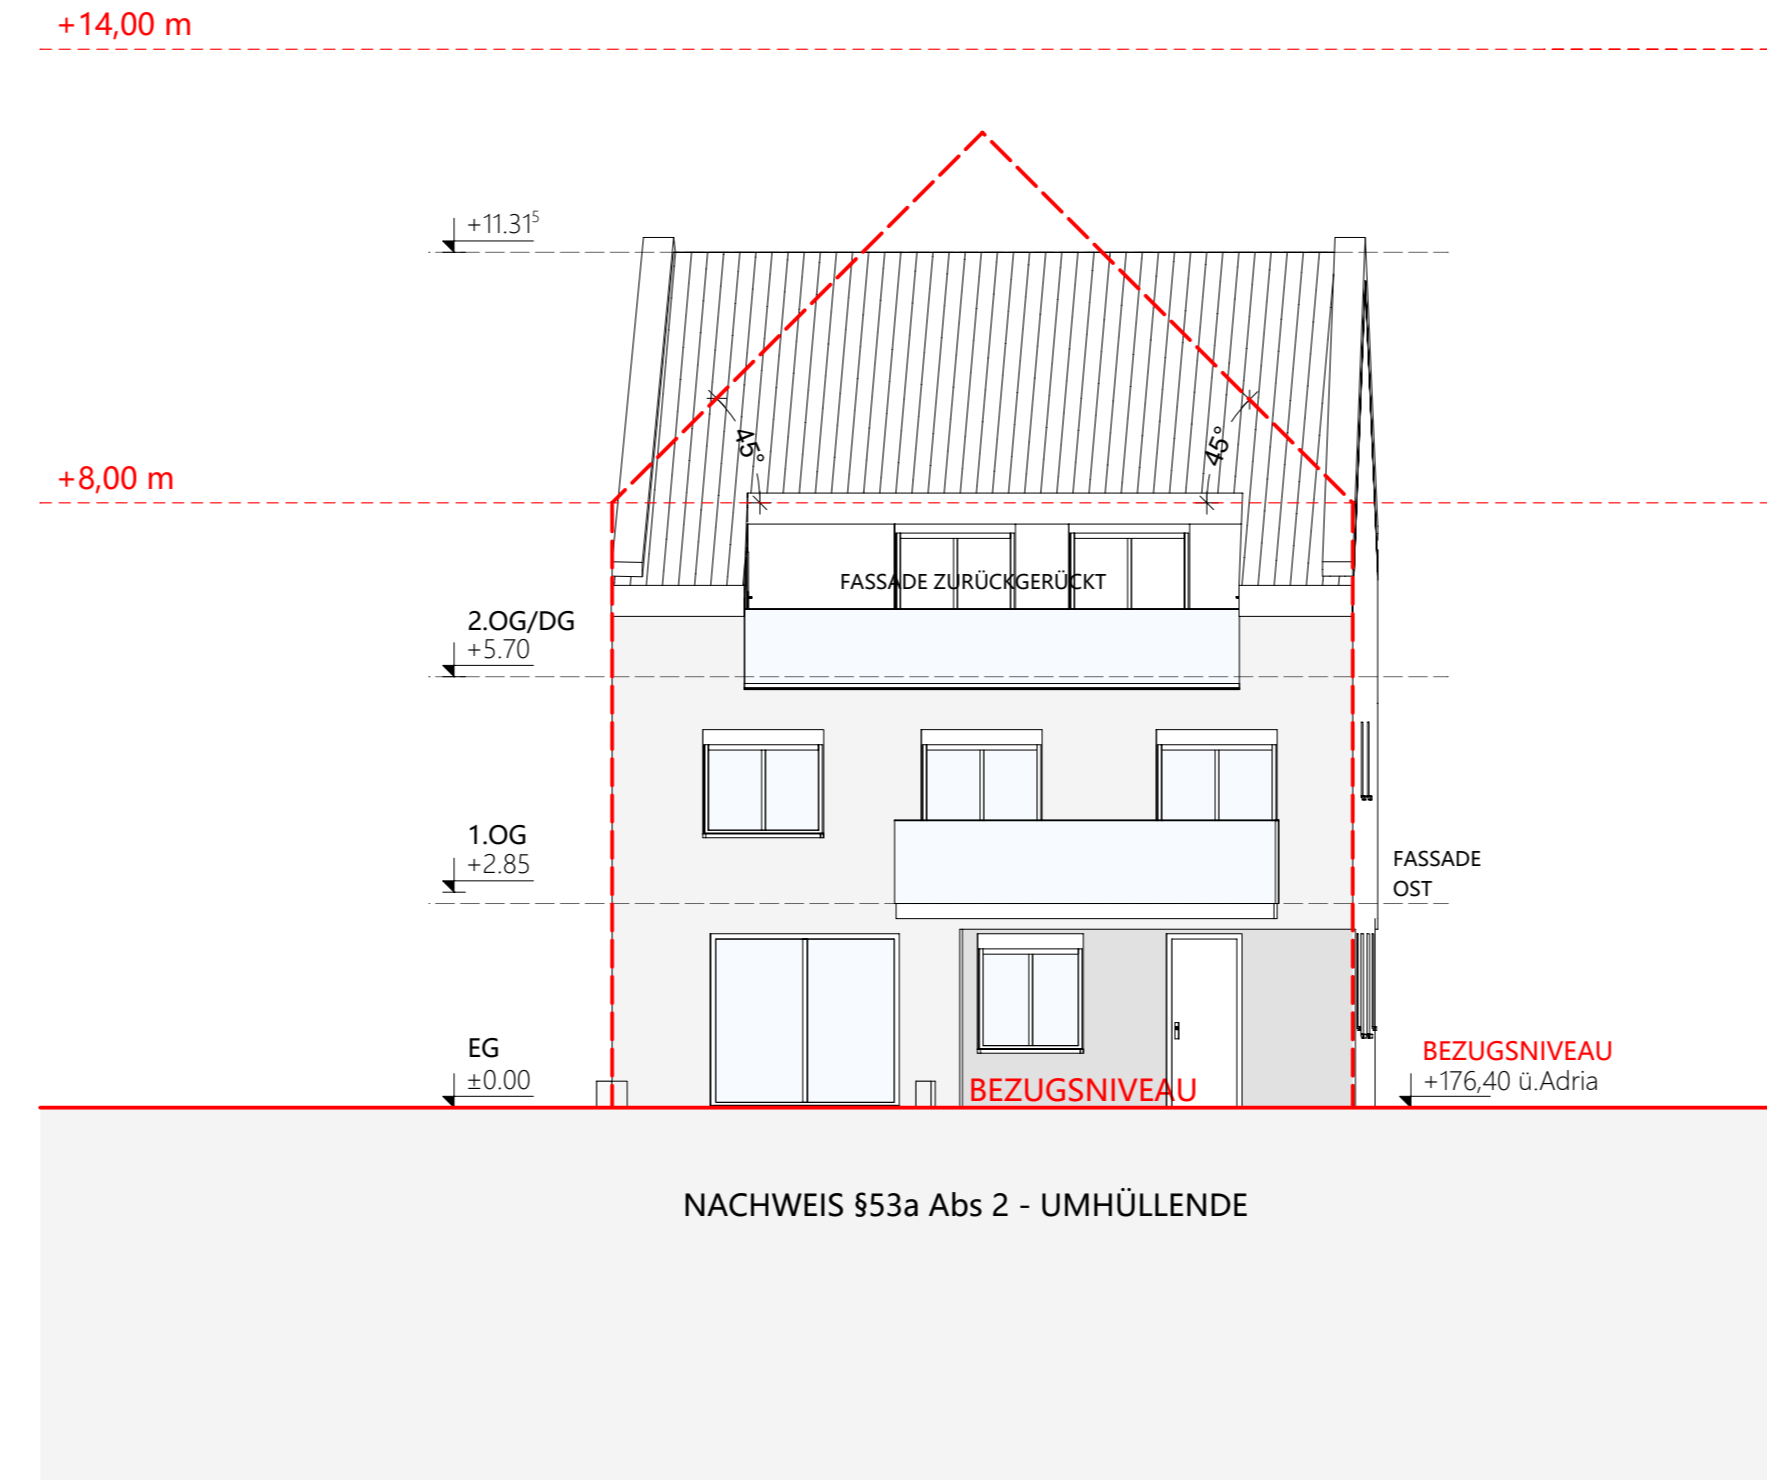 +14,00 m
+11.31⁵
45°
45°
+8,00 m
FASSADE ZURÜCKGERÜCKT
2.OG/DG
+5.70
1.OG
+2.85
FASSADE
OST
EG
±0.00
BEZUGSNIVEAU
BEZUGSNIVEAU
+176,40 ü.Adria
NACHWEIS §53a Abs 2 - UMHÜLLENDE